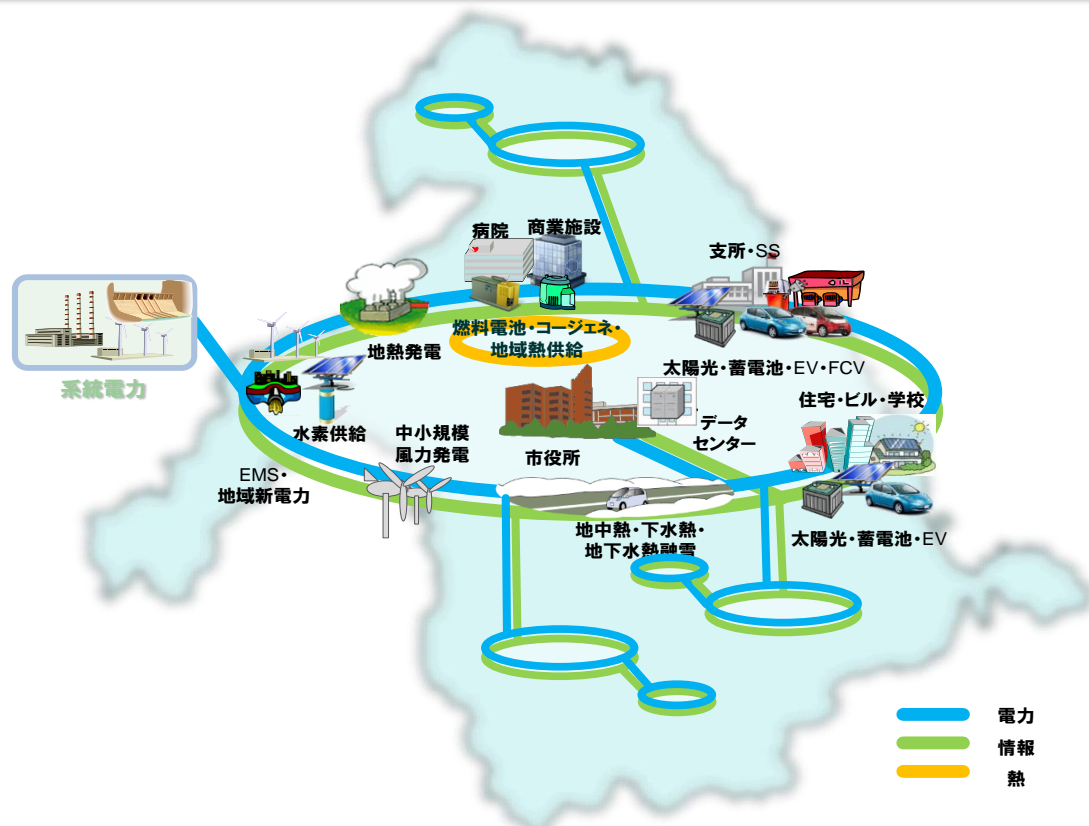 病院
商業施設
支所・SS
OIL
地熱発電
燃料電池・コージェネ・
地域熱供給
太陽光・蓄電池・EV・FCV
系統電力
住宅・ビル・学校
データ
センター
水素供給
中小規模
風力発電
市役所
EMS・
地域新電力
地中熱・下水熱・
地下水熱融雪
太陽光・蓄電池・EV
電力
情報
熱